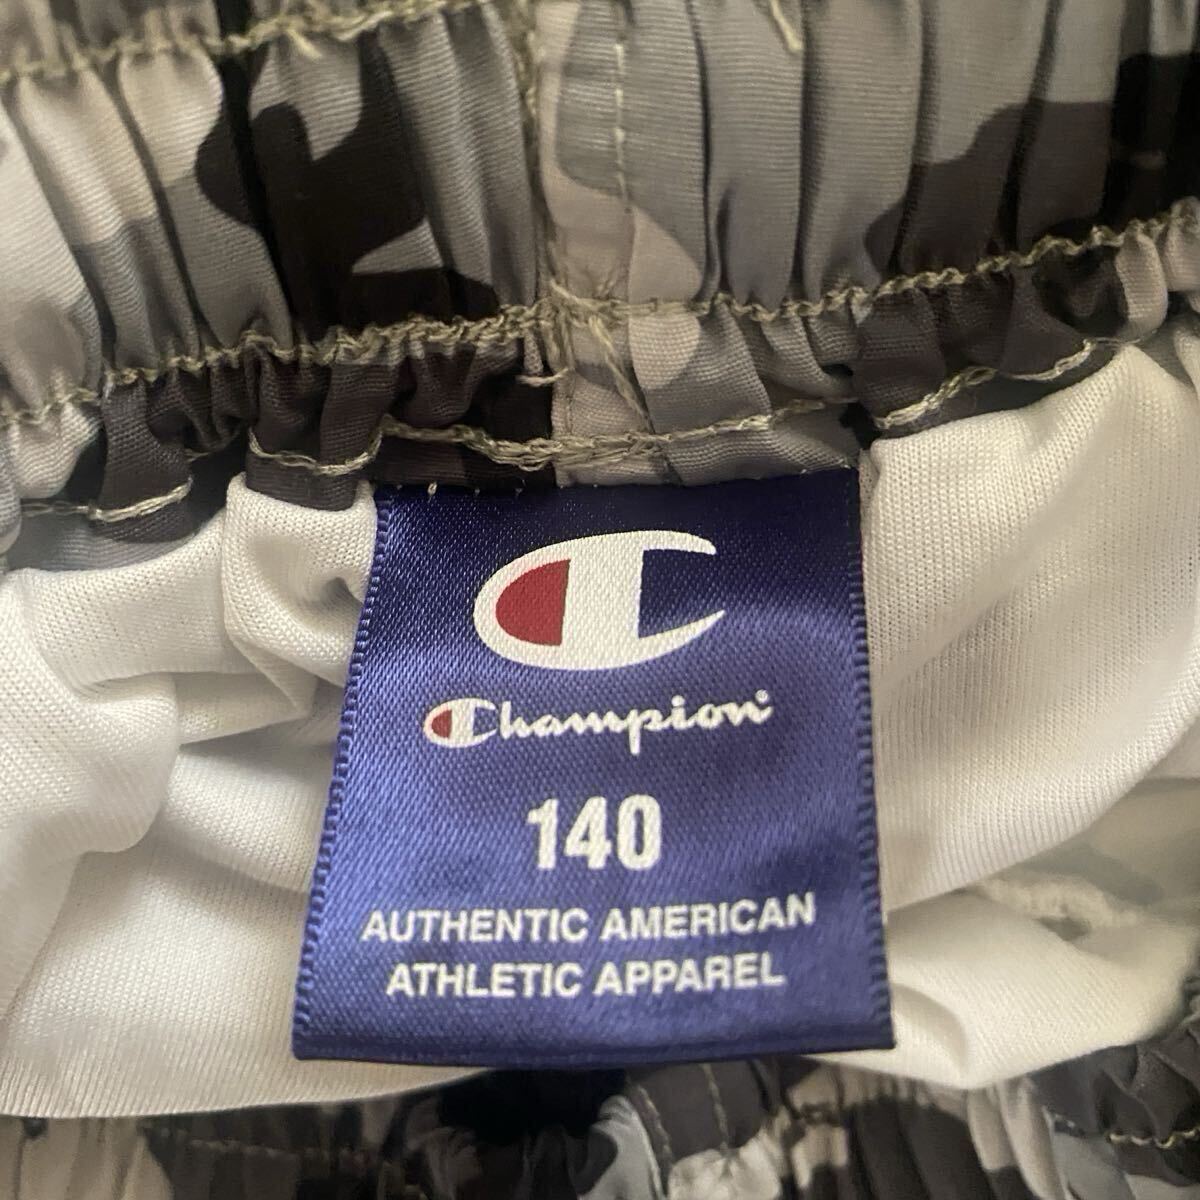 Champion®
140
AUTHENTIC AMERICAN
ATHLETIC APPAREL